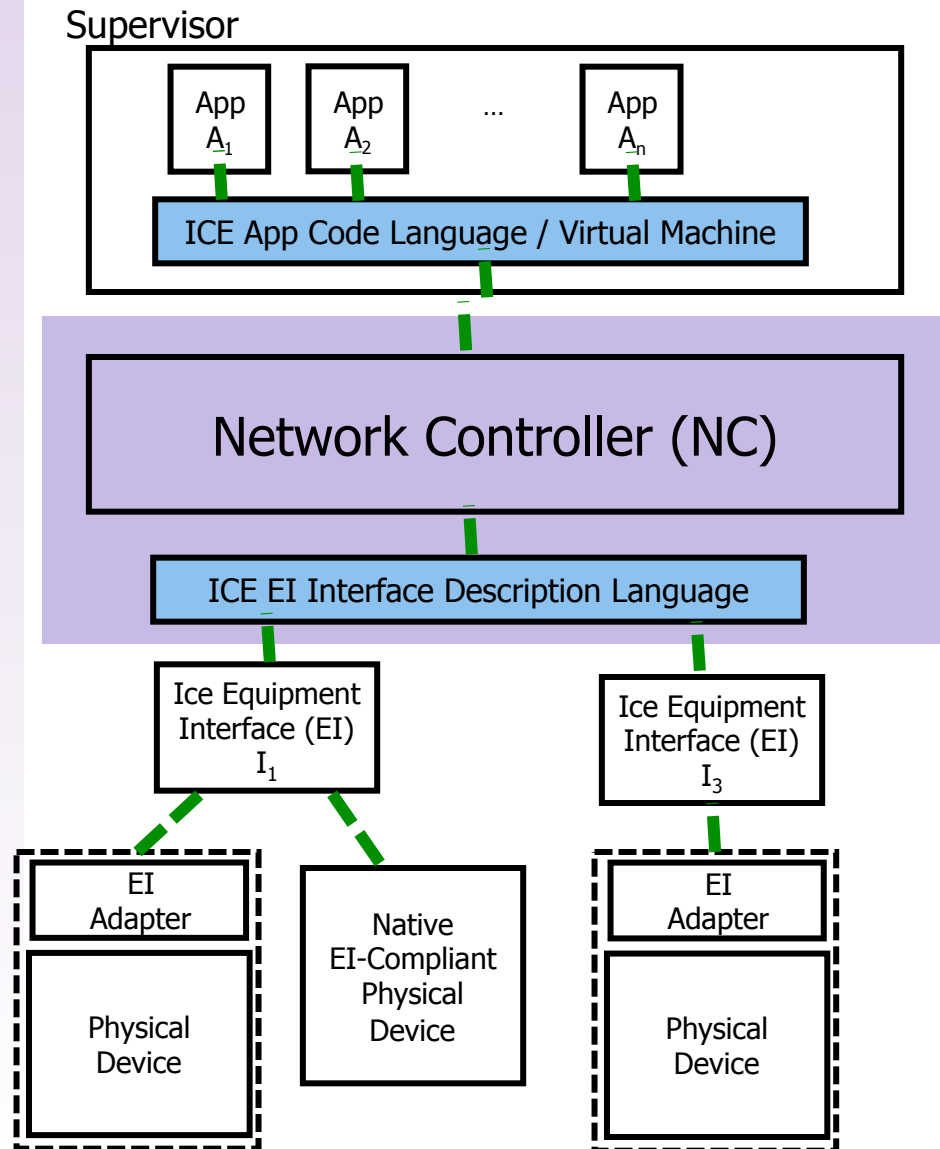 Supervisor
App
A1
App
A2
...
App
An
ICE App Code Language / Virtual Machine
Network Controller (NC)
ICE EI Interface Description Language
Ice Equipment
Interface (EI)
I1
Ice Equipment
Interface (EI)
I3
EI
Adapter
Physical
Device
Native
EI-Compliant
Physical
Device
EI
Adapter
Physical
Device